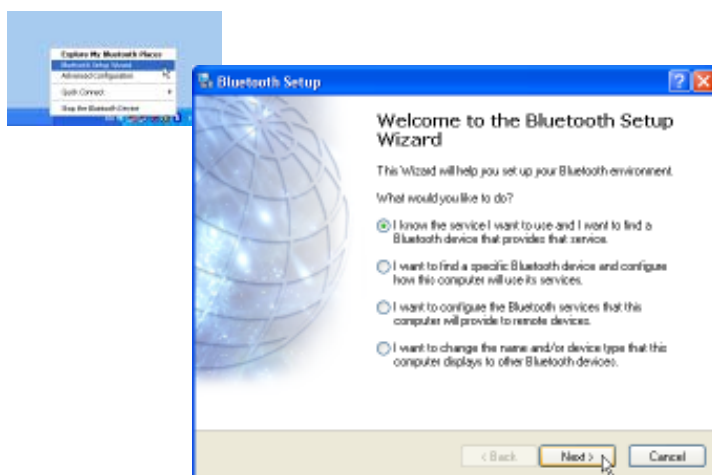 Explore My Bluetooth Places
Bluetooth Setup Wizard
Advanced Configuration
Quick Connect
Stop the Bluetooth Device
Bluetooth Setup
Welcome to the Bluetooth Setup
Wizard
This Wizard will help you set up your Bluetooth environment.
What would you like to do?
I know the service I want to use and I want to find a
Bluetooth device that provides that service.
I want to find a specific Bluetooth device and configure
how this computer will use its services.
I want to configure the Bluetooth services that this
computer will provide to remote devices.
I want to change the name and/or device type that this
computer displays to other Bluetooth devices.
< Back
Next >
Cancel